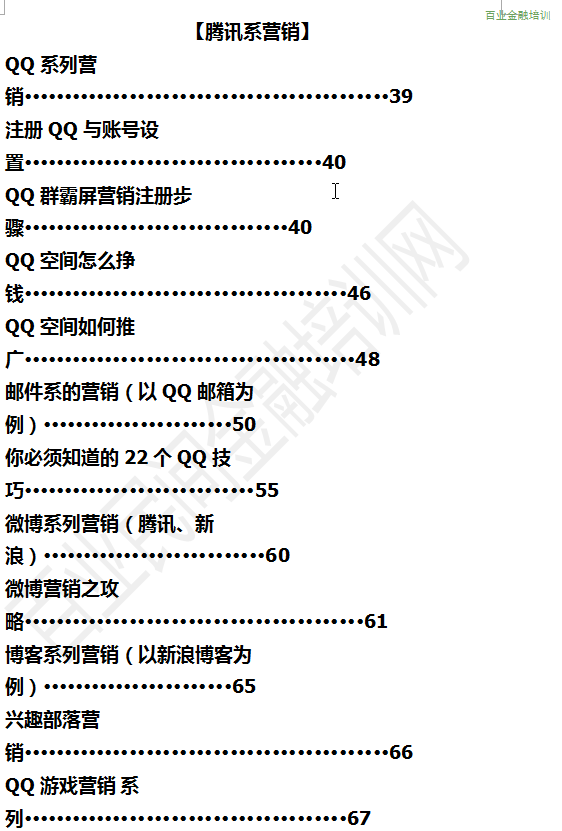 百业金融培训
【腾讯系营销】
QQ 系列营
销·············································39
注册 QQ 与账号设
置·····································40
QQ 群霸屏营销注册步
骤································40
QQ 空间怎么挣
钱········································46
QQ 空间如何推
广·········································48
邮件系的营销（以 QQ 邮箱为
例）·······················50
你必须知道的 22 个 QQ 技
巧····························55
微博系列营销（腾讯、新
浪）···························60
微博营销之攻
略··········································61
博客系列营销（以新浪博客为
例）·······················65
兴趣部落营
销·············································66
QQ 游戏营销 系
列········································67
百业民间金融培训网